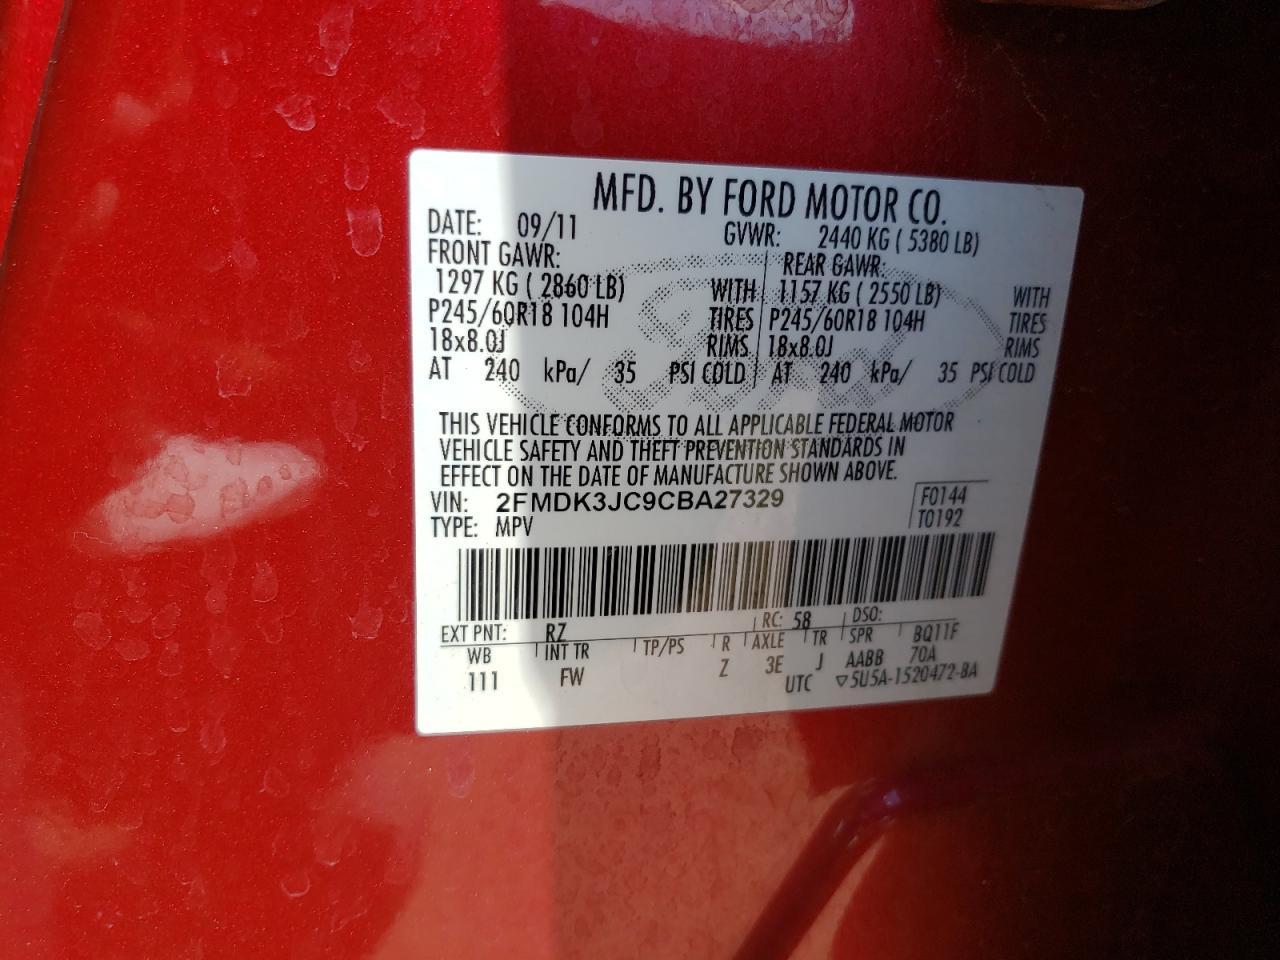 MFD. BY FORD MOTOR CO.
DATE: 09/11 GVWR: 2440 KG ( 5380 LB)
FRONT GAWR: REAR GAWR:
1297 KG ( 2860 LB) WITH 1157 KG ( 2550 LB) WITH
P245/60R18 104H TIRES P245/60R18 104H TIRES
18x8.0J RIMS 18x8.0J RIMS
AT 240 kPa/ 35 PSI COLD AT 240 kPa/ 35 PSI COLD
THIS VEHICLE CONFORMS TO ALL APPLICABLE FEDERAL MOTOR
VEHICLE SAFETY AND THEFT PREVENTION STANDARDS IN
EFFECT ON THE DATE OF MANUFACTURE SHOWN ABOVE.
VIN: 2FMDK3JC9CBA27329 F0144
TYPE: MPV T0192
EXT PNT: RZ RC: 58 DSO:
WB INT TR TP/PS R AXLE TR SPR BQ11F
111 FW Z 3E J AABB 70A
UTC ▽5U5A-1520472-BA